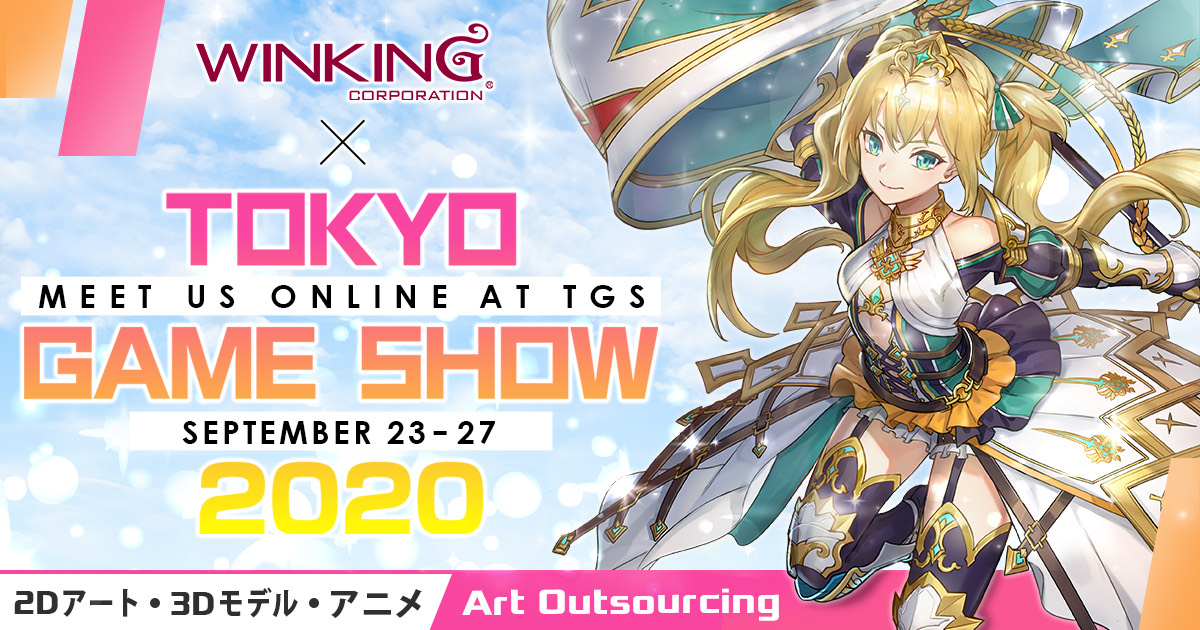 WINKING
CORPORATION®
×
TOKYO
MEET US ONLINE AT TGS
GAME SHOW
SEPTEMBER 23-27
2020
2Dアート・3Dモデル・アニメ
Art Outsourcing